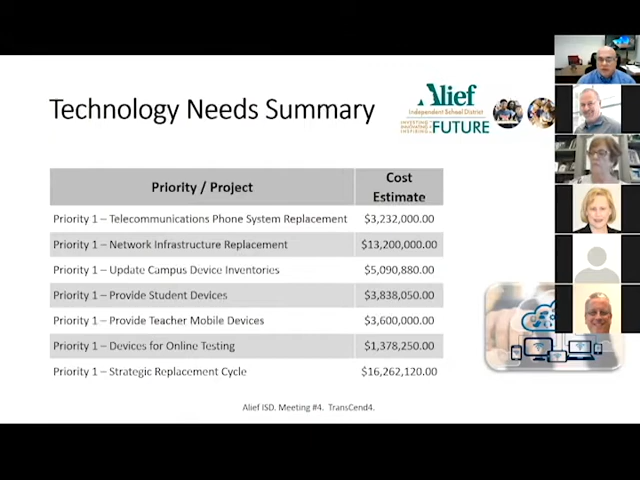 Technology Needs Summary
Alief
Independent School District
FUTURE
Priority / Project Cost Estimate
Priority 1 – Telecommunications Phone System Replacement $3,232,000.00
Priority 1 – Network Infrastructure Replacement $13,200,000.00
Priority 1 – Update Campus Device Inventories $5,090,880.00
Priority 1 – Provide Student Devices $3,838,050.00
Priority 1 – Provide Teacher Mobile Devices $3,600,000.00
Priority 1 – Devices for Online Testing $1,378,250.00
Priority 1 – Strategic Replacement Cycle $16,262,120.00
Alief ISD. Meeting #4. TransCend4.